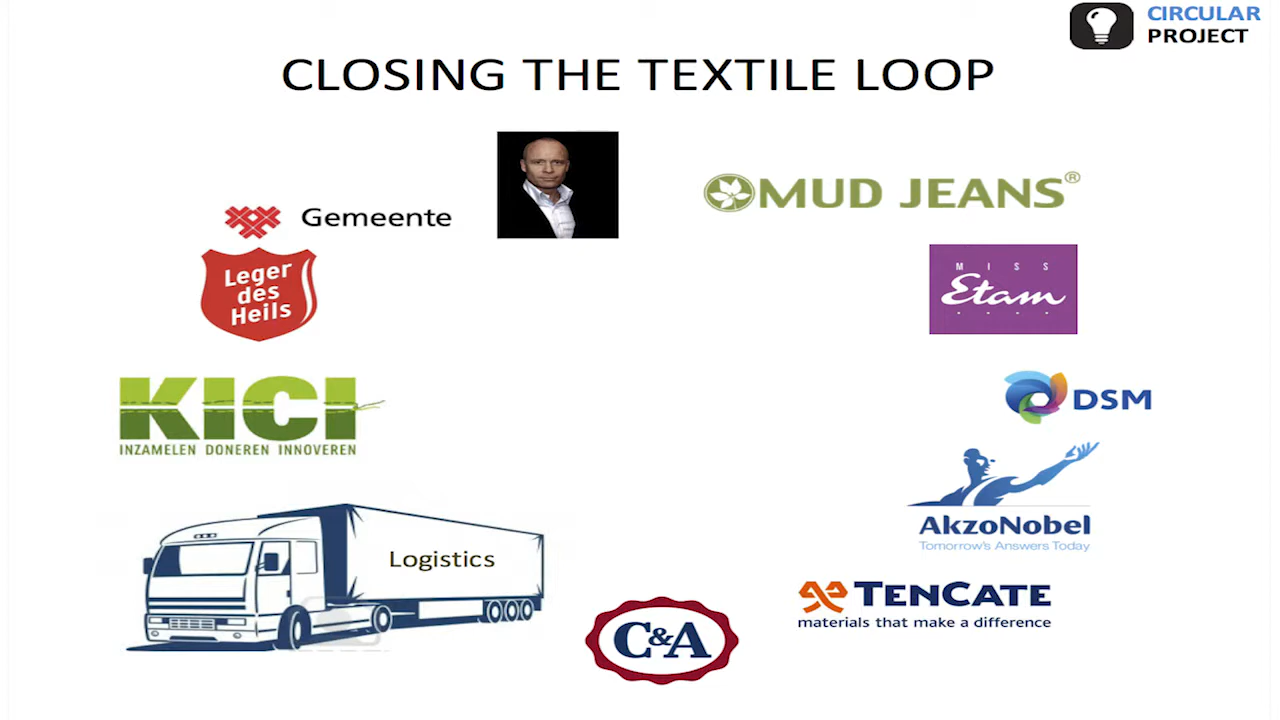 CIRCULAR
PROJECT
CLOSING THE TEXTILE LOOP
MUD JEANS®
Gemeente
Leger
des
Heils
MISS
Etam
KICI
INZAMELEN DONEREN INNOVEREN
DSM
AkzoNobel
Tomorrow's Answers Today
Logistics
TENCATE
materials that make a difference
C&A